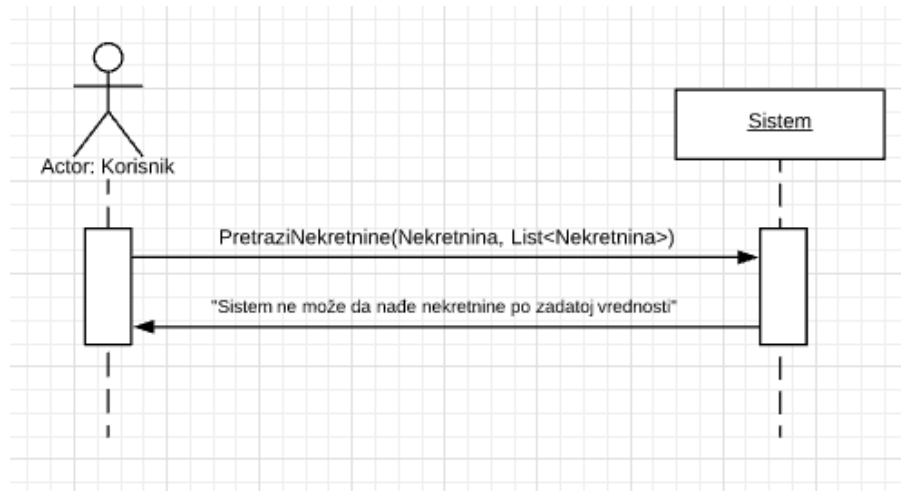 Sistem
Actor: Korisnik
PretraziNekretnine(Nekretnina, List<Nekretnina>)
"Sistem ne može da nađe nekretnine po zadatoj vrednosti"